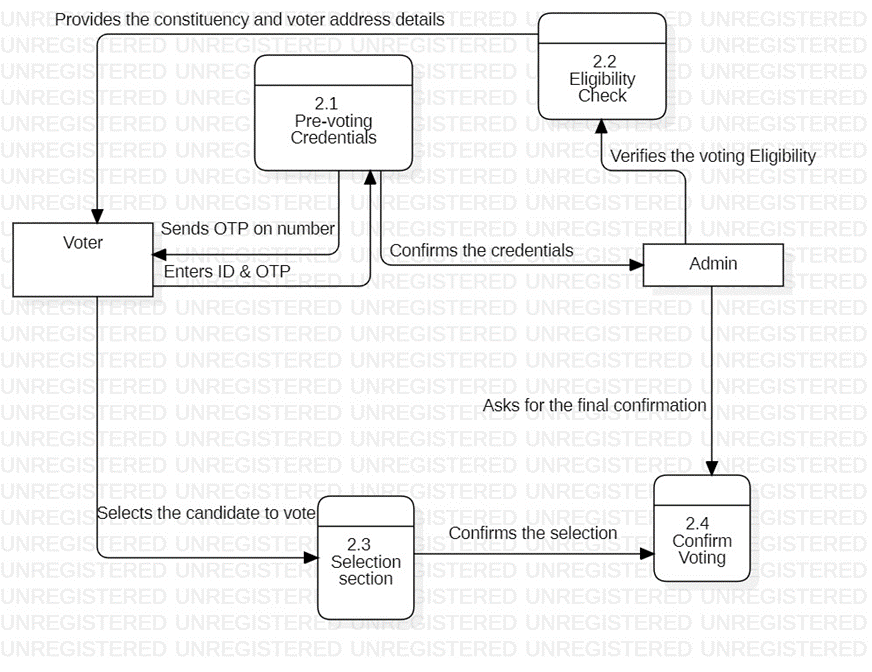 Provides the constituency and voter address details
2.2
Eligibility
Check
2.1
Pre-voting
Credentials
Verifies the voting Eligibility
Voter
Sends OTP on number
Enters ID & OTP
Confirms the credentials
Admin
Asks for the final confirmation
Selects the candidate to vote
2.3
Selection
section
Confirms the selection
2.4
Confirm
Voting
UNREGISTERED